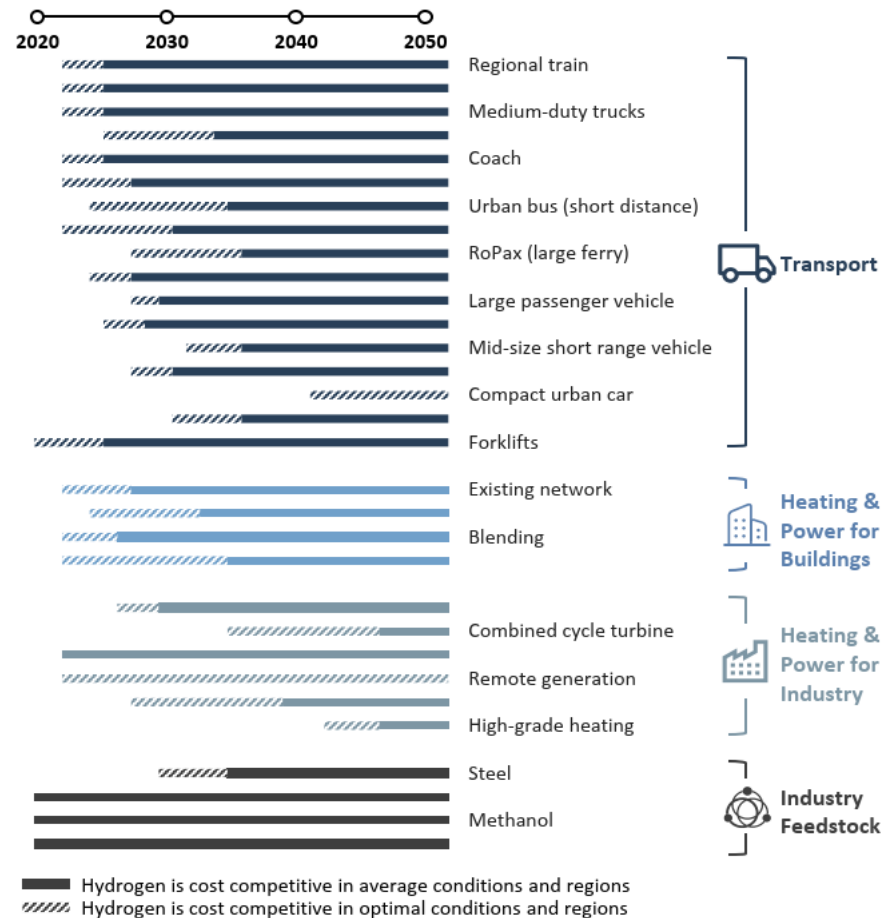 2020 2030 2040 2050
Regional train
Medium-duty trucks
Coach
Urban bus (short distance)
RoPax (large ferry)
Large passenger vehicle
Mid-size short range vehicle
Compact urban car
Forklifts
Transport
Existing network
Blending
Heating &
Power for
Buildings
Combined cycle turbine
Remote generation
High-grade heating
Heating &
Power for
Industry
Steel
Methanol
Industry
Feedstock
Hydrogen is cost competitive in average conditions and regions
Hydrogen is cost competitive in optimal conditions and regions